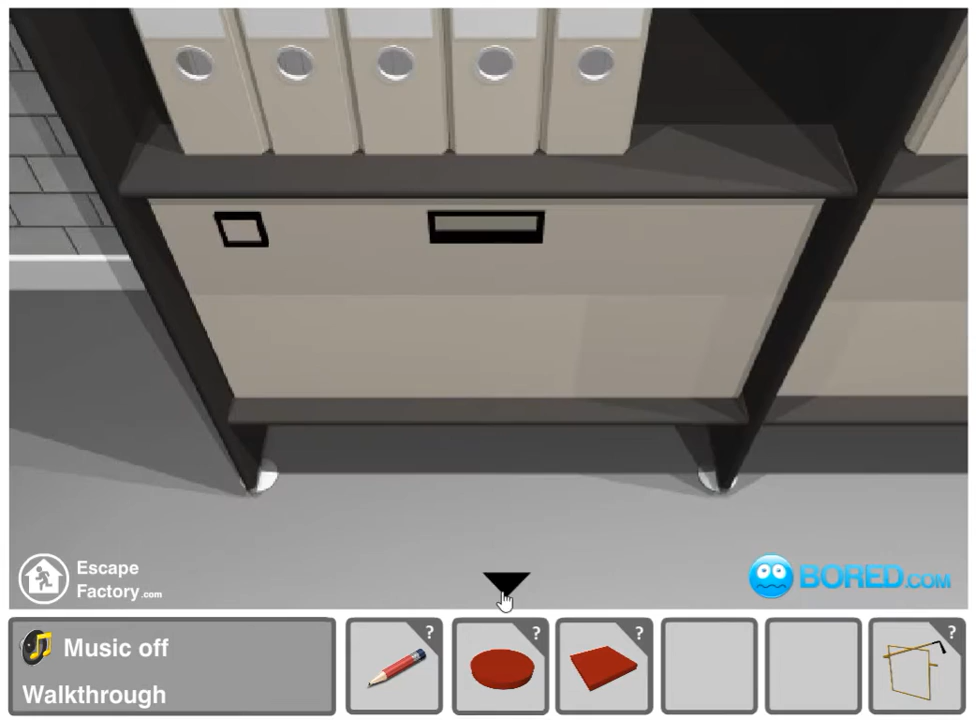 Escape
Factory.com
BORED.COM
Music off
Walkthrough
?
?
?
?